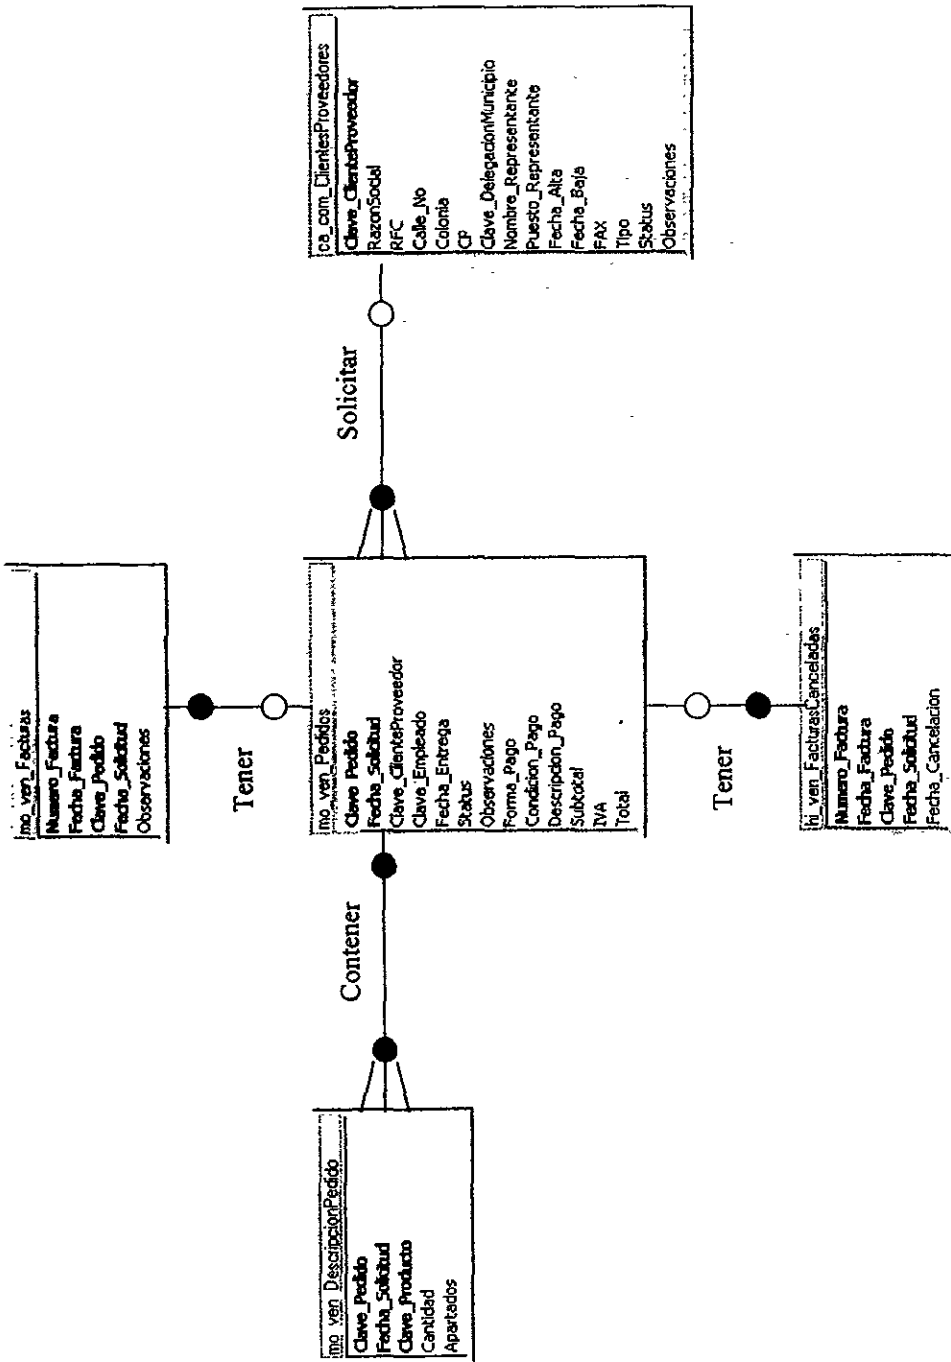 mo_ven_Facturas
Numero_Factura
Fecha_Factura
Clave_Pedido
Fecha_Solicitud
Observaciones
Tener
mo_ven_DescripcionPedido
Clave_Pedido
Fecha_Solicitud
Clave_Producto
Cantidad
Apartados
Contener
mo_ven_Pedidos
Clave_Pedido
Fecha_Solicitud
Clave_ClienteProveedor
Clave_Empleado
Fecha_Entrega
Status
Observaciones
Forma_Pago
Condicion_Pago
Descripcion_Pago
Subtotal
IVA
Total
Solicitar
ca_com_ClientesProveedores
Clave_ClienteProveedor
RazonSocial
RFC
Calle_No
Colonia
CP
Clave_DelegacionMunicipio
Nombre_Representante
Puesto_Representante
Fecha_Alta
Fecha_Baja
FAX
Tipo
Status
Observaciones
Tener
hi_ven_FacturasCanceladas
Numero_Factura
Fecha_Factura
Clave_Pedido
Fecha_Solicitud
Fecha_Cancelacion